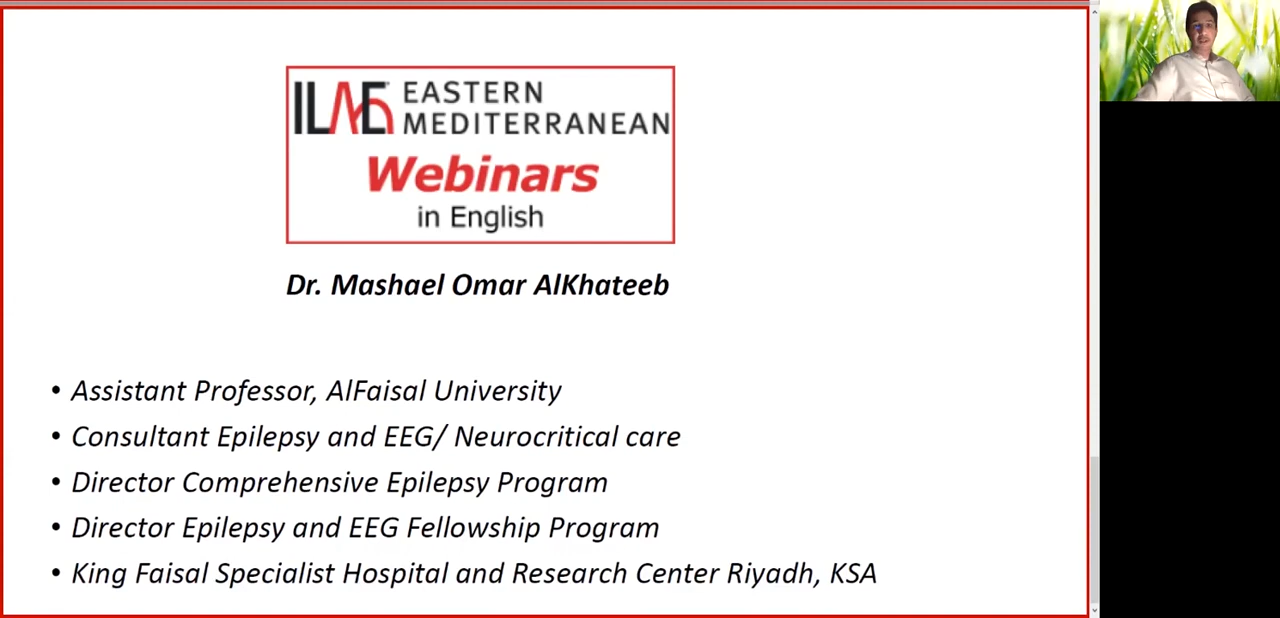 ILAE EASTERN
MEDITERRANEAN
Webinars
in English
Dr. Mashael Omar AlKhateeb
• Assistant Professor, AlFaisal University
• Consultant Epilepsy and EEG/ Neurocritical care
• Director Comprehensive Epilepsy Program
• Director Epilepsy and EEG Fellowship Program
• King Faisal Specialist Hospital and Research Center Riyadh, KSA